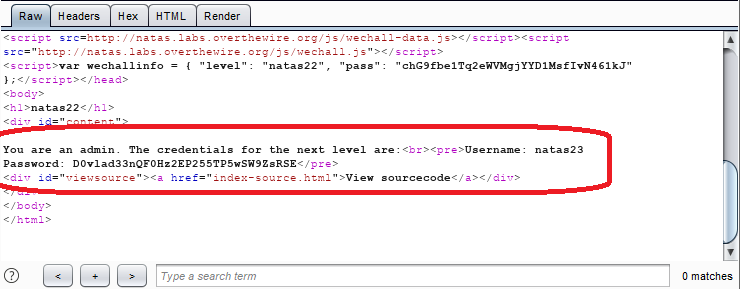 Raw Headers Hex HTML Render
<script src=http://natas.labs.overthewire.org/js/wechall-data.js></script><script
src="http://natas.labs.overthewire.org/js/wechall.js"></script>
<script>var wechallinfo = { "level": "natas22", "pass": "chG9fbe1Tq2eWVMgjYYD1MsfIvN461kJ"
};</script></head>
<body>
<h1>natas22</h1>
<div id="content">
You are an admin. The credentials for the next level are:<br><pre>Username: natas23
Password: D0vlad33nQF0Hz2EP255TP5wSW9ZsRSE</pre>
<div id="viewsource"><a href="index-source.html">View sourcecode</a></div>
</div>
</body>
</html>
? < + > Type a search term 0 matches